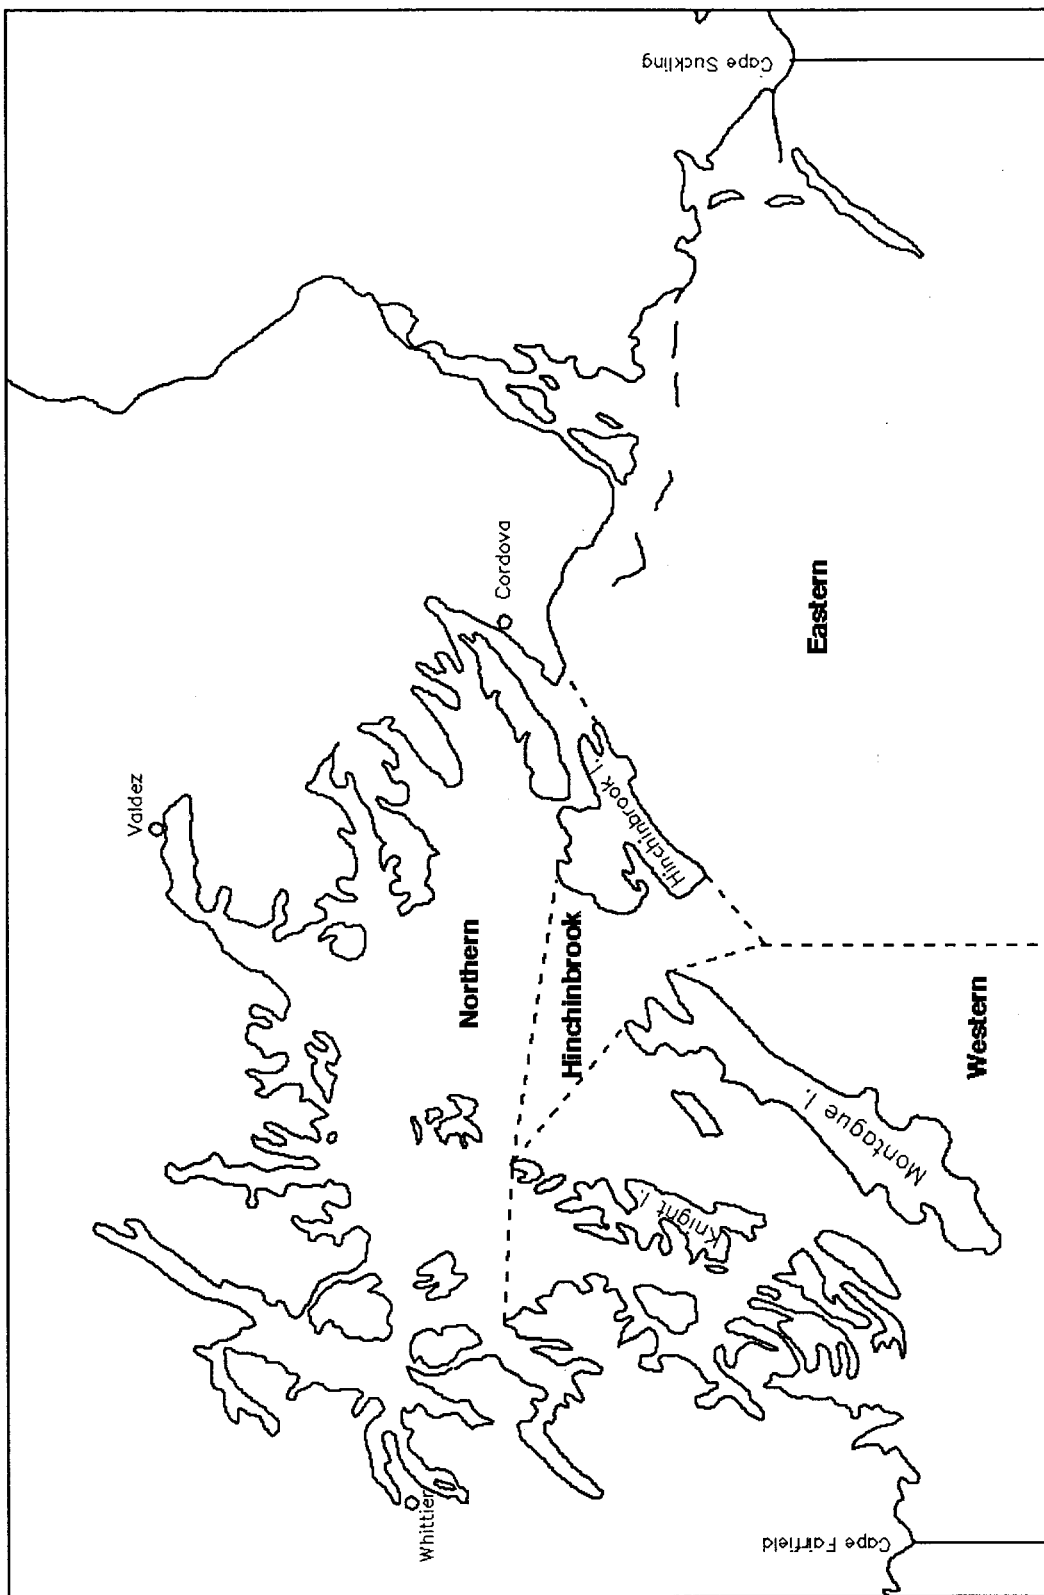 Valdez
Whittier
Cordova
Northern
Hinchinbrook
Hinchinbrook I.
Knight I.
Montague I.
Eastern
Western
Cape Fairfield
Cape Suckling